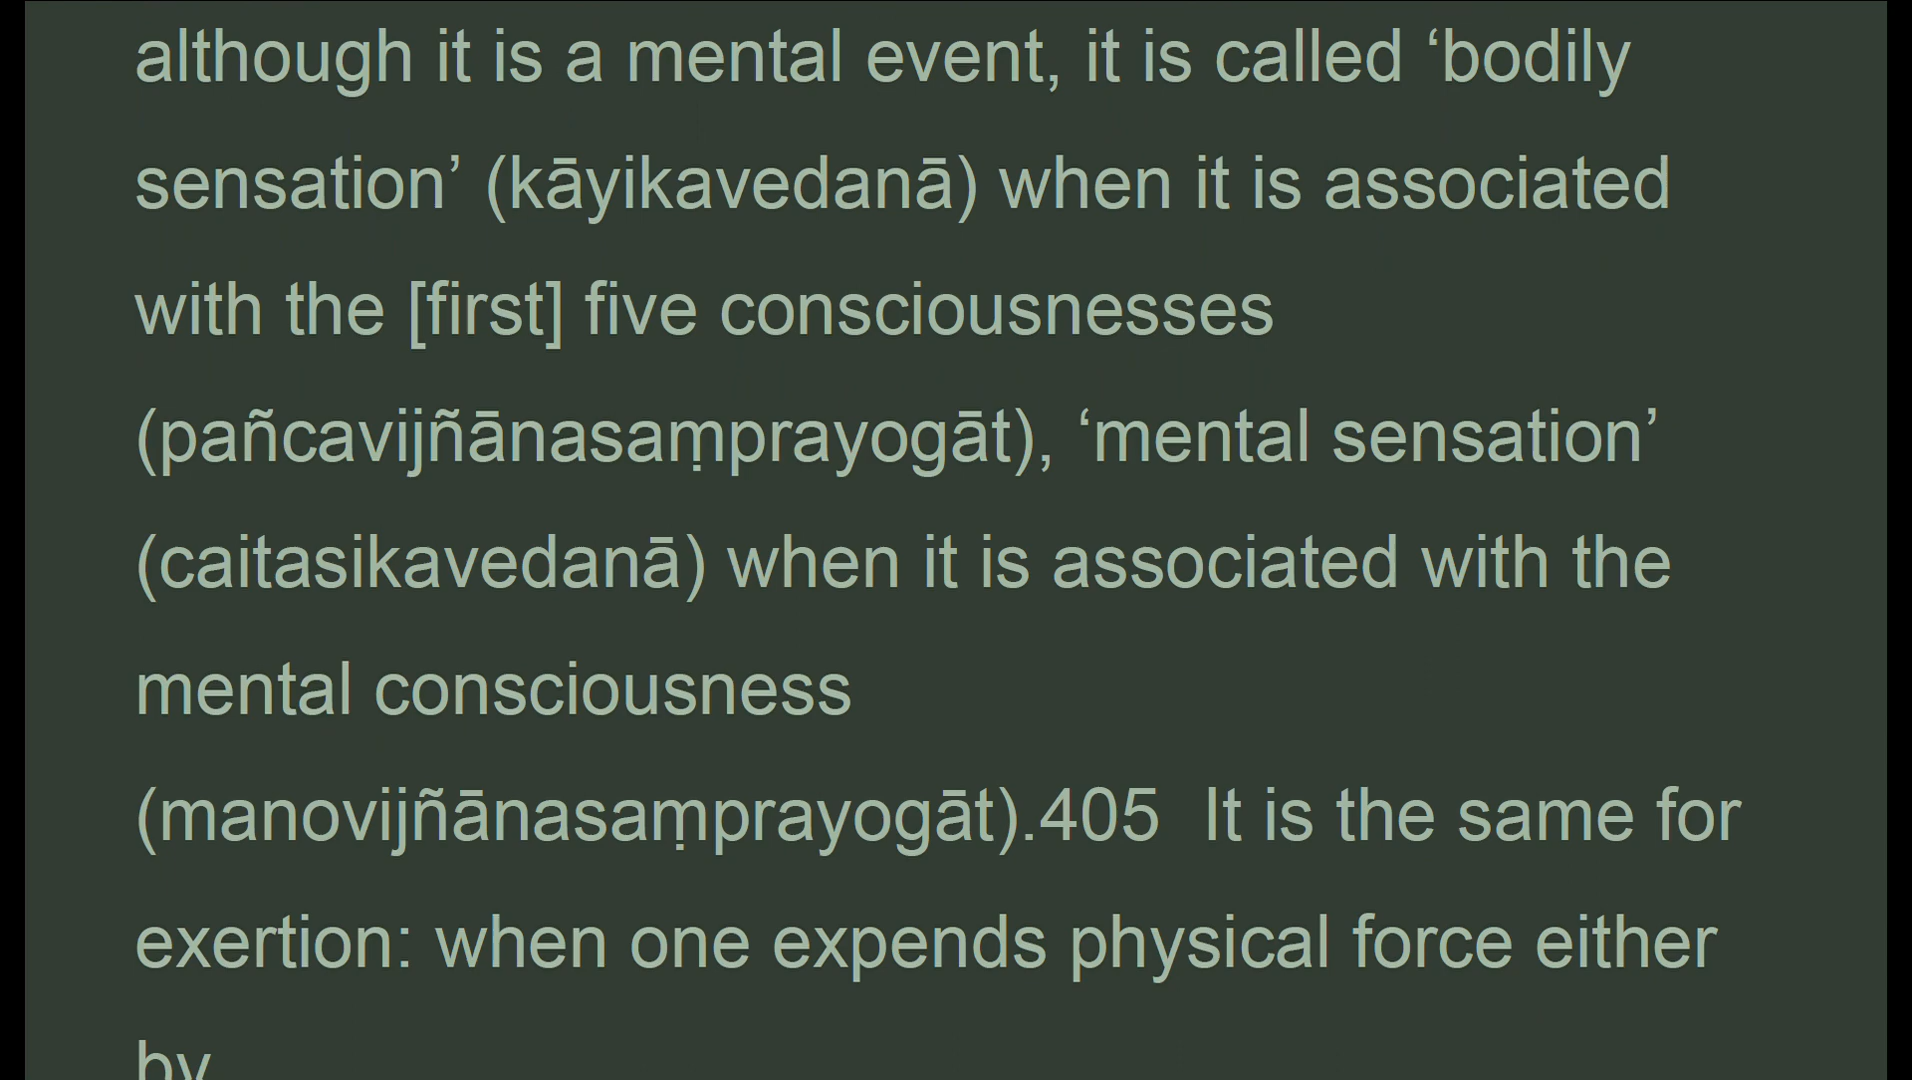 although it is a mental event, it is called ‘bodily
sensation’ (kāyikavedanā) when it is associated
with the [first] five consciousnesses
(pañcavijñānasaṃprayogāt), ‘mental sensation’
(caitasikavedanā) when it is associated with the
mental consciousness
(manovijñānasaṃprayogāt).405  It is the same for
exertion: when one expends physical force either
by